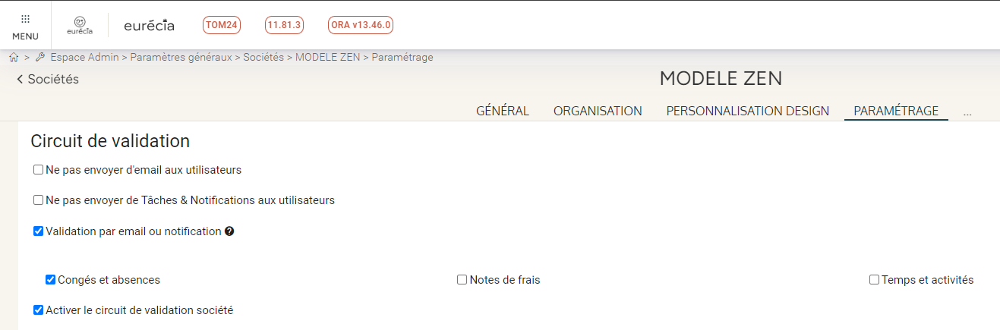 MENU
eurécia
eurécia
TOM24
11.81.3
ORA v13.46.0
> Espace Admin > Paramètres généraux > Sociétés > MODELE ZEN > Paramétrage
< Sociétés
MODELE ZEN
GÉNÉRAL ORGANISATION PERSONNALISATION DESIGN PARAMÉTRAGE ...
Circuit de validation
Ne pas envoyer d'email aux utilisateurs
Ne pas envoyer de Tâches & Notifications aux utilisateurs
Validation par email ou notification ?
Congés et absences
Notes de frais
Temps et activités
Activer le circuit de validation société